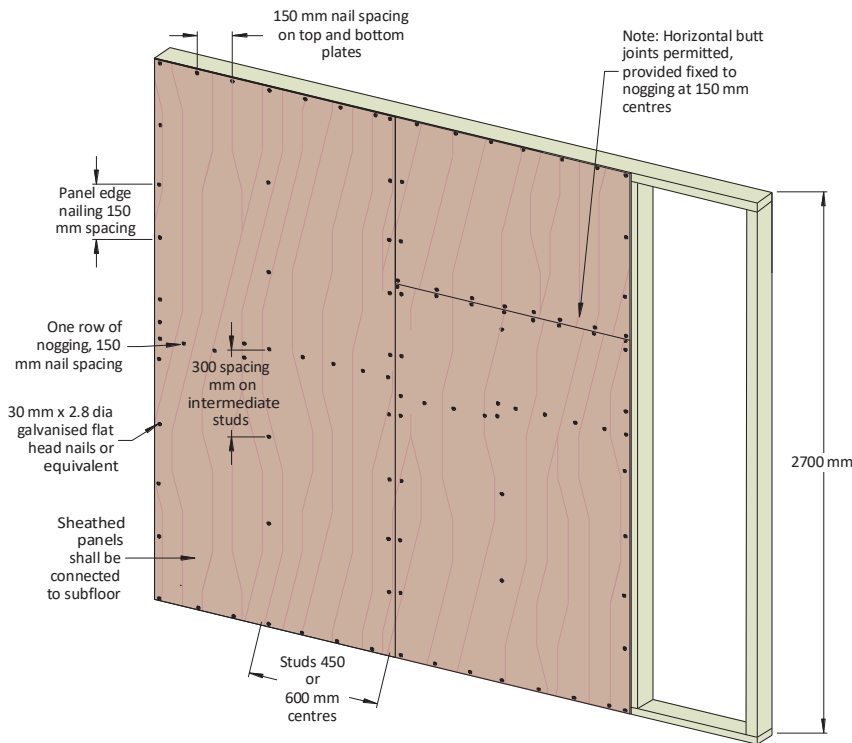 150 mm nail spacing
on top and bottom
plates
Note: Horizontal butt
joints permitted,
provided fixed to
nogging at 150 mm
centres
Panel edge
nailing 150
mm spacing
One row of
nogging, 150
mm nail spacing
300 spacing
mm on
intermediate
studs
30 mm x 2.8 dia
galvanised flat
head nails or
equivalent
2700 mm
Sheathed
panels
shall be
connected
to subfloor
Studs 450
or
600 mm
centres